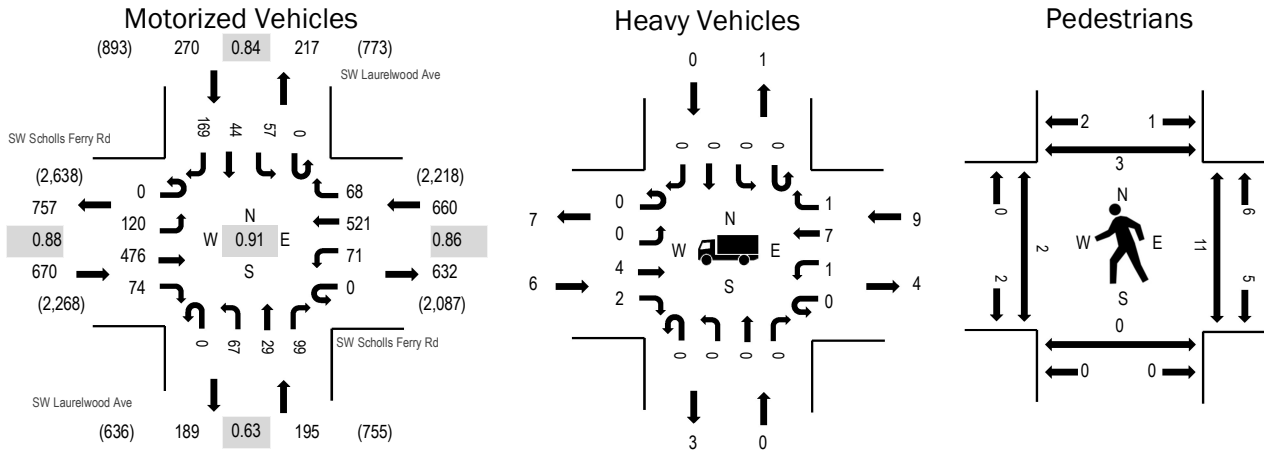 Motorized Vehicles
Heavy Vehicles
Pedestrians
(893) 270 0.84 217 (773)
SW Laurelwood Ave
169 44 57 0
SW Scholls Ferry Rd
(2,638)
757
0.88
670
(2,268)
0
120
476
74
N
W 0.91 E
S
68
521
71
0
(2,218)
660
0.86
632
(2,087)
0 67 29 99
SW Scholls Ferry Rd
SW Laurelwood Ave
(636) 189 0.63 195 (755)
0 1
0 0 0 0
7
6
0
0
4
2
N
W E
S
1
7
1
0
9
4
0 0 0 0
3 0
2 1
3
0
2
2
N
W E
S
11
6
5
0
0 0